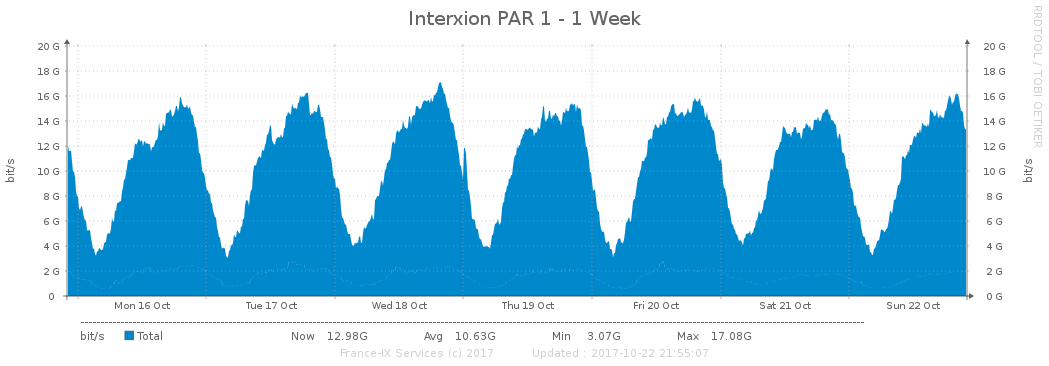 Interxion PAR 1 - 1 Week
RRDTOOL / TOBI OETIKER
bit/s
20 G 20 G
18 G 18 G
16 G 16 G
14 G 14 G
12 G 12 G
10 G 10 G
8 G 8 G
6 G 6 G
4 G 4 G
2 G 2 G
0 0 G
bit/s
Mon 16 Oct Tue 17 Oct Wed 18 Oct Thu 19 Oct Fri 20 Oct Sat 21 Oct Sun 22 Oct
bit/s Total Now 12.98G Avg 10.63G Min 3.07G Max 17.08G
France-IX Services (c) 2017 Updated : 2017-10-22 21:55:07